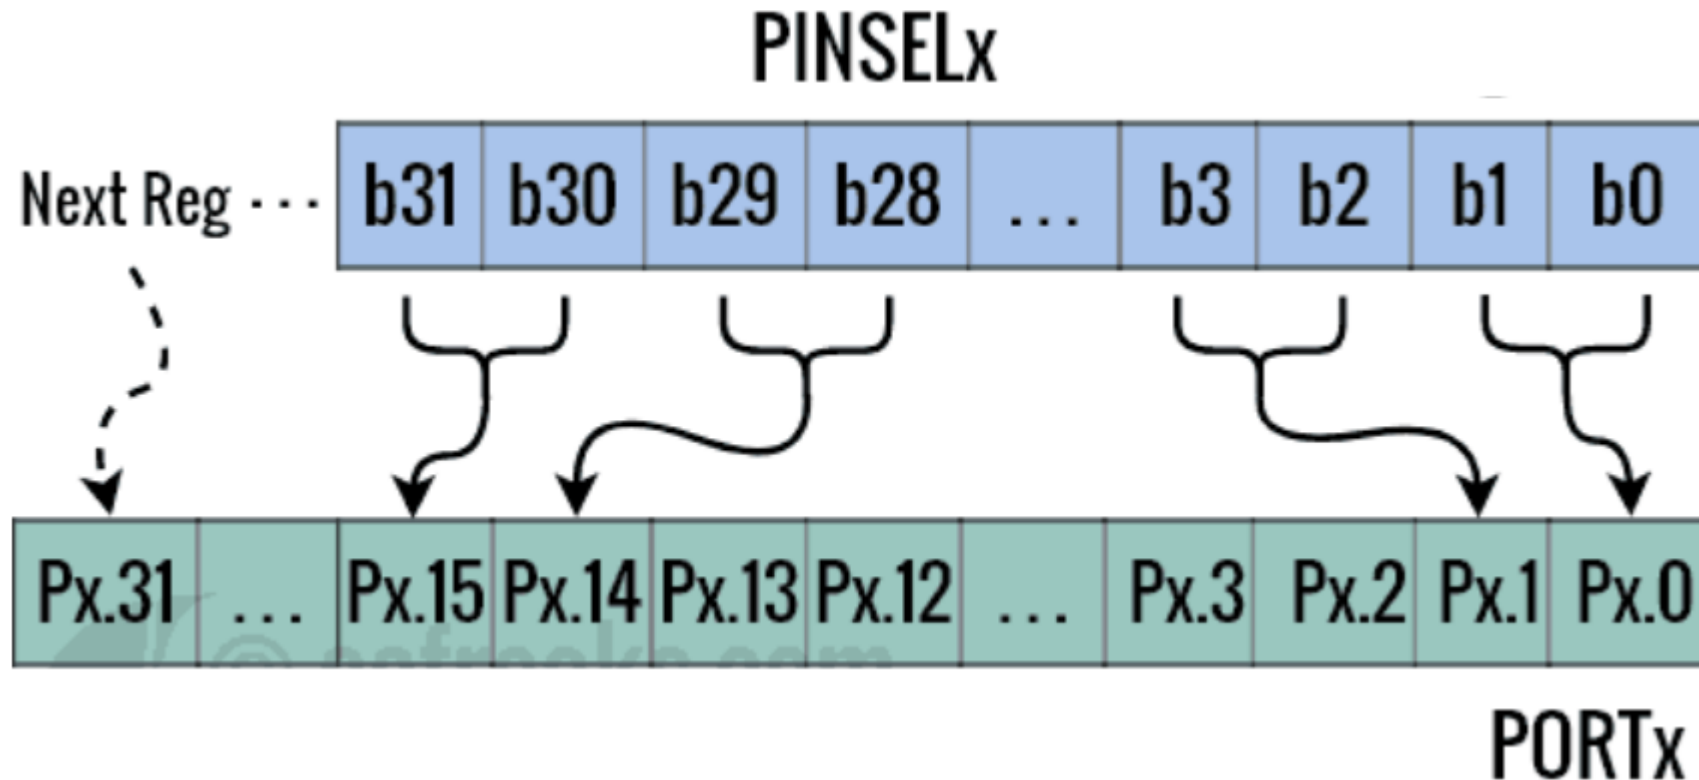 PINSELx
Next Reg ... b31 b30 b29 b28 ... b3 b2 b1 b0
Px.31 ... Px.15 Px.14 Px.13 Px.12 ... Px.3 Px.2 Px.1 Px.0
PORTx